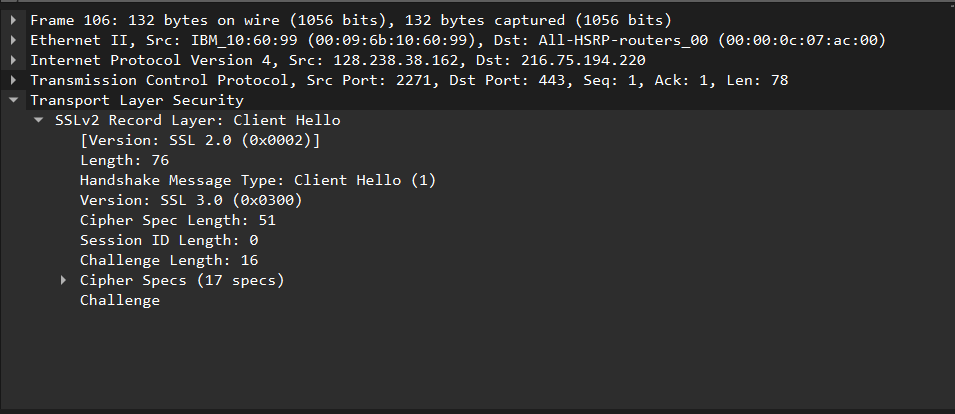 Frame 106: 132 bytes on wire (1056 bits), 132 bytes captured (1056 bits)
Ethernet II, Src: IBM_10:60:99 (00:09:6b:10:60:99), Dst: All-HSRP-routers_00 (00:00:0c:07:ac:00)
Internet Protocol Version 4, Src: 128.238.38.162, Dst: 216.75.194.220
Transmission Control Protocol, Src Port: 2271, Dst Port: 443, Seq: 1, Ack: 1, Len: 78
Transport Layer Security
SSLv2 Record Layer: Client Hello
[Version: SSL 2.0 (0x0002)]
Length: 76
Handshake Message Type: Client Hello (1)
Version: SSL 3.0 (0x0300)
Cipher Spec Length: 51
Session ID Length: 0
Challenge Length: 16
Cipher Specs (17 specs)
Challenge